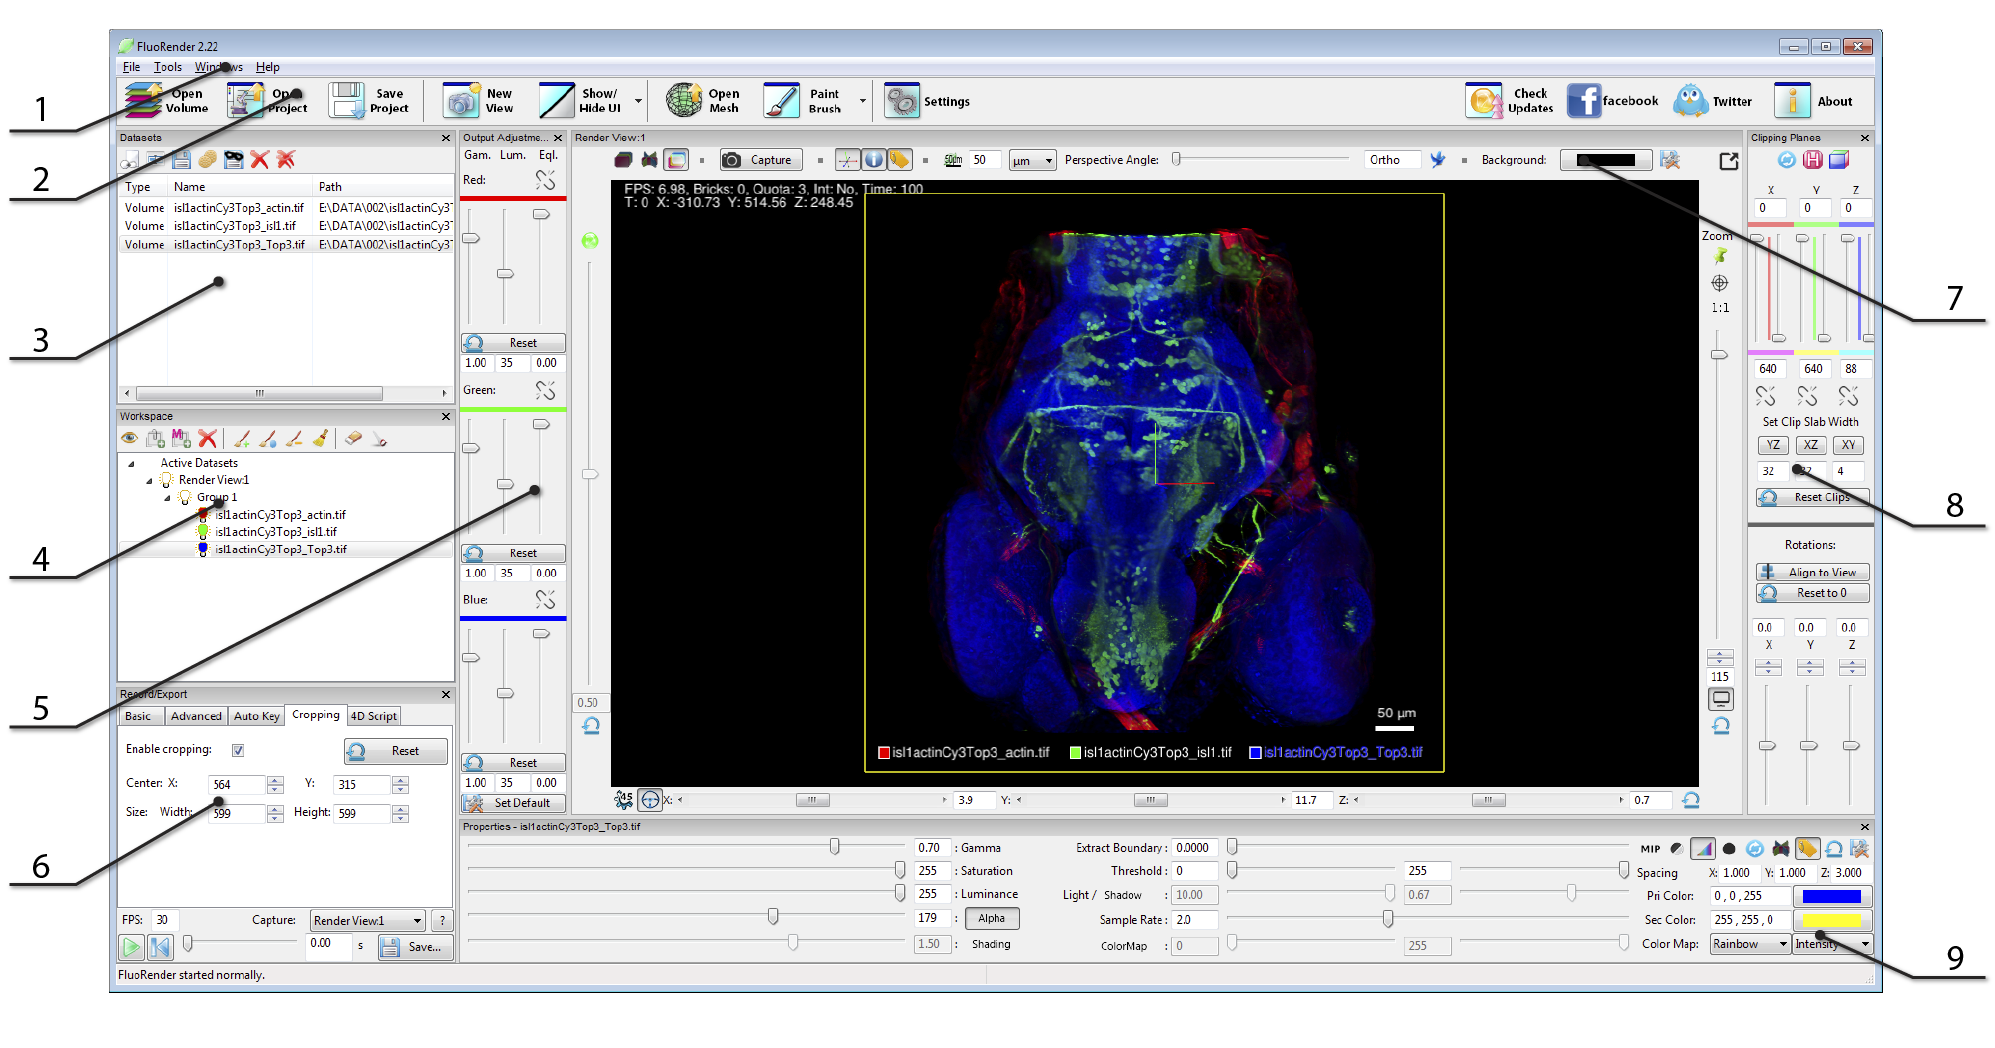 FluoRender 2.22
File Tools Windows Help
Open Volume
Open Project
Save Project
New View
Show/ Hide UI
Open Mesh
Paint Brush
Settings
Check Updates
facebook
Twitter
About
1
2
3
4
5
6
7
8
9
Datasets
Type Name Path
Volume isl1actinCy3Top3_actin.tif E:\DATA\002\isl1actinCy3
Volume isl1actinCy3Top3_isl1.tif E:\DATA\002\isl1actinCy3
Volume isl1actinCy3Top3_Top3.tif E:\DATA\002\isl1actinCy3
Workspace
Active Datasets
Render View:1
Group 1
isl1actinCy3Top3_actin.tif
isl1actinCy3Top3_isl1.tif
isl1actinCy3Top3_Top3.tif
Record/Export
Basic Advanced Auto Key Cropping 4D Script
Enable cropping: Reset
Center: X: 564 Y: 315
Size: Width: 599 Height: 599
FPS: 30 Capture: Render View:1 ?
0.00 s Save...
FluoRender started normally.
Output Adjustme...
Gam. Lum. Eql.
Red:
Reset
1.00 35 0.00
Green:
Reset
1.00 35 0.00
Blue:
Reset
1.00 35 0.00
Set Default
Render View:1
Capture 50µm 50 µm Perspective Angle: Ortho Background:
FPS: 6.98, Bricks: 0, Quota: 3, Int: No, Time: 100
T: 0 X: -310.73 Y: 514.56 Z: 248.45
0.50
50 µm
isl1actinCy3Top3_actin.tif isl1actinCy3Top3_isl1.tif isl1actinCy3Top3_Top3.tif
Zoom
1:1
115
45 X: 3.9 Y: 11.7 Z: 0.7
Clipping Planes
X Y Z
0 0 0
640 640 88
Set Clip Slab Width
YZ XZ XY
32 32 4
Reset Clips
Rotations:
Align to View
Reset to 0
0.0 0.0 0.0
X Y Z
Properties - isl1actinCy3Top3_Top3.tif
0.70 : Gamma Extract Boundary: 0.0000 MIP
255 : Saturation Threshold: 0 255 Spacing X: 1.000 Y: 1.000 Z: 3.000
255 : Luminance Light / Shadow : 10.00 0.67 Pri Color: 0 , 0 , 255
179 : Alpha Sample Rate: 2.0 Sec Color: 255 , 255 , 0
1.50 : Shading ColorMap : 0 255 Color Map: Rainbow Intensity